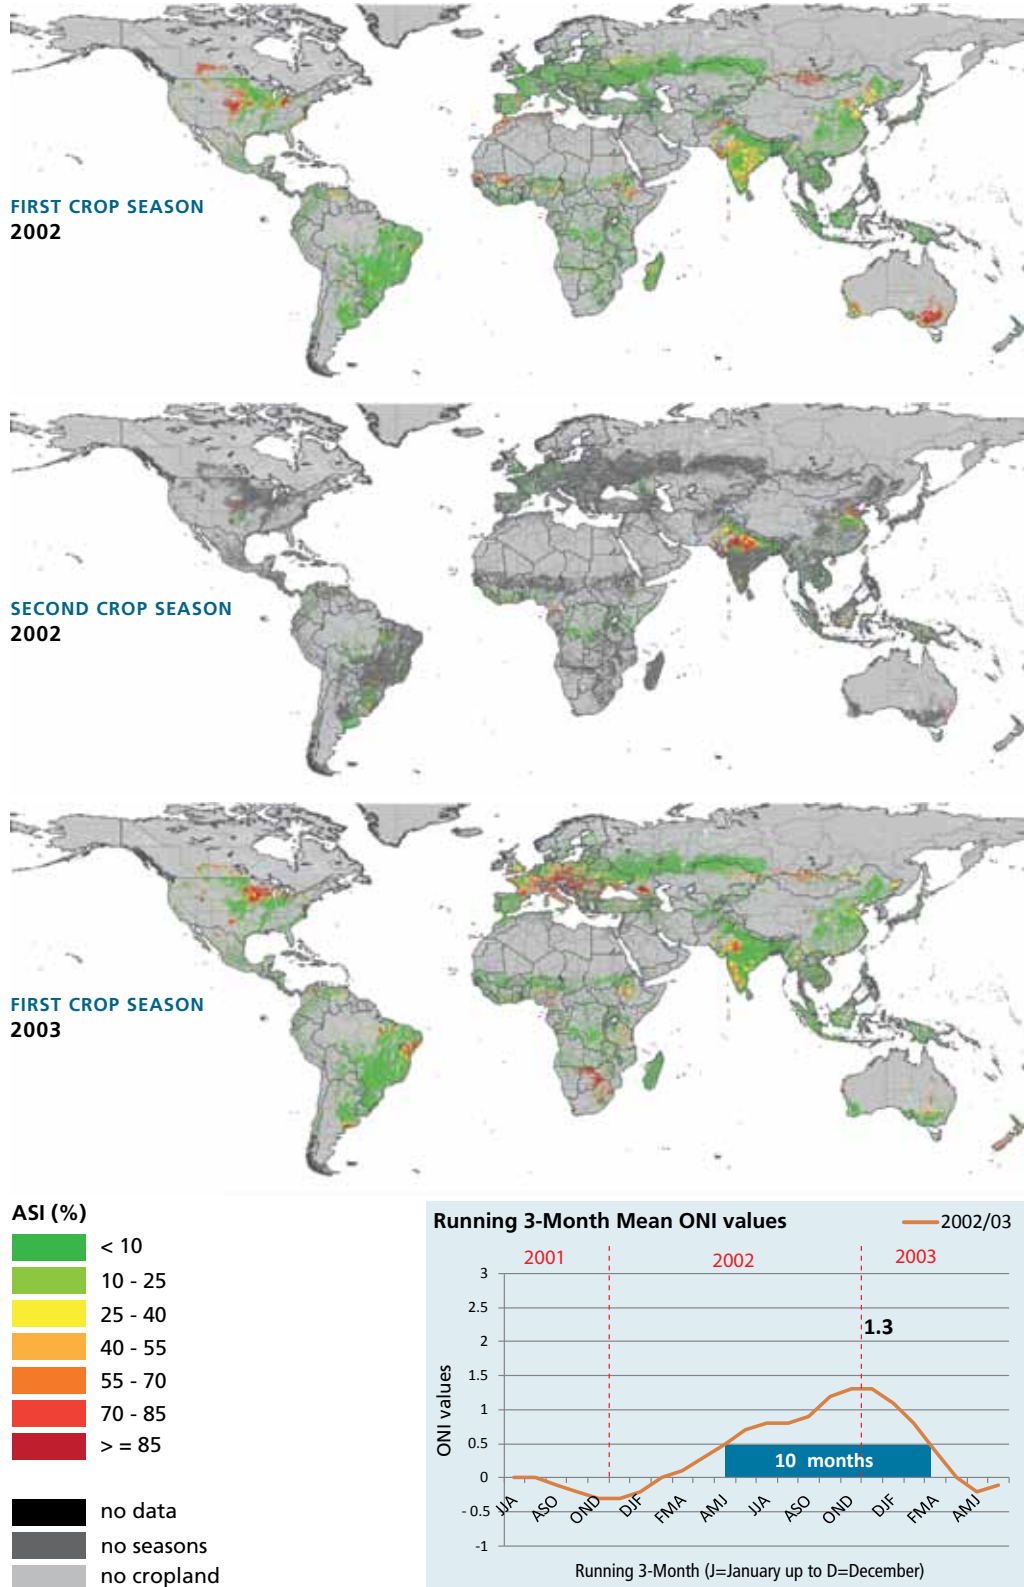 FIRST CROP SEASON
2002
SECOND CROP SEASON
2002
FIRST CROP SEASON
2003
ASI (%)
< 10
10 - 25
25 - 40
40 - 55
55 - 70
70 - 85
> = 85
no data
no seasons
no cropland
Running 3-Month Mean ONI values
2002/03
2001
2002
2003
3
2.5
2
1.5
1
0.5
0
- 0.5
-1
ONI values
1.3
10 months
JJA
ASO
OND
DJF
FMA
AMJ
JJA
ASO
OND
DJF
FMA
AMJ
Running 3-Month (J=January up to D=December)